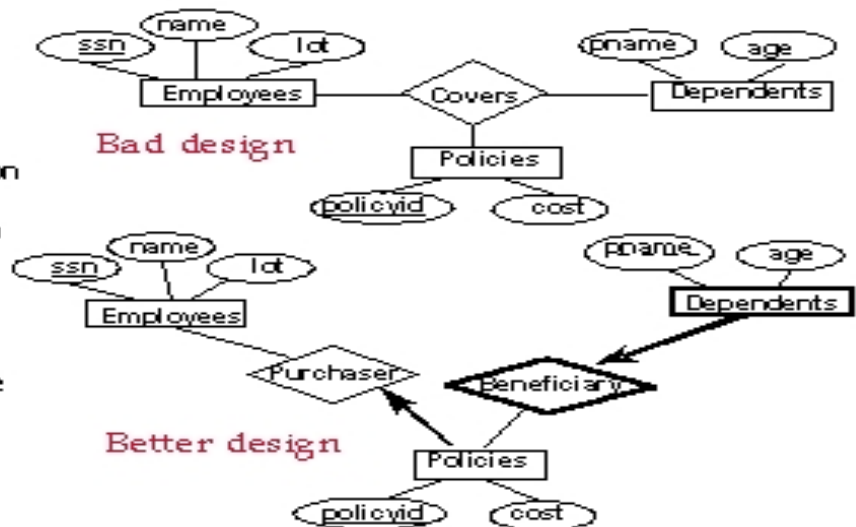 name
ssn
lot
pname
age
Employees
Covers
Dependents
Bad design
Policies
policyid
cost
name
ssn
lot
pname
age
Employees
Dependents
Purchaser
Beneficiary
Better design
Policies
policyid
cost